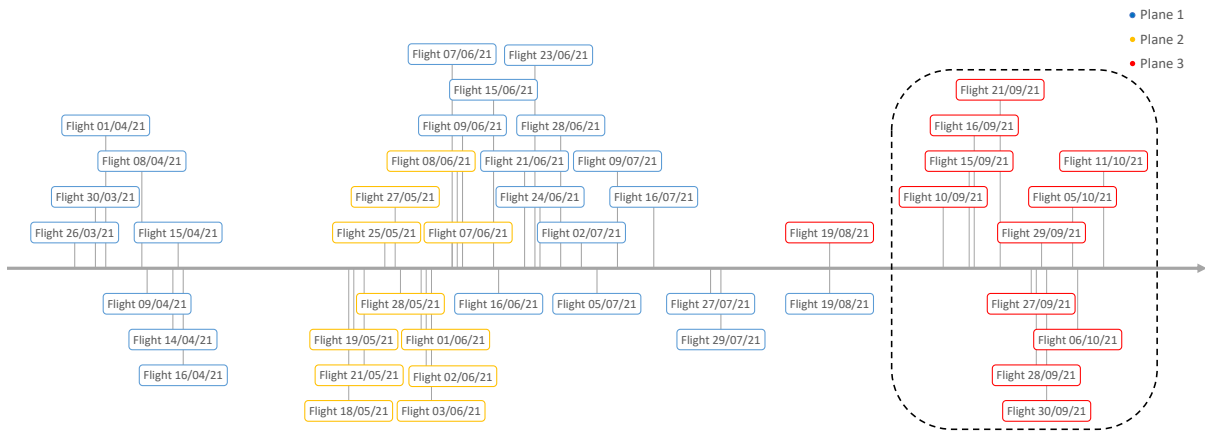 Plane 1
Plane 2
Plane 3
Flight 07/06/21
Flight 23/06/21
Flight 15/06/21
Flight 21/09/21
Flight 01/04/21
Flight 09/06/21
Flight 28/06/21
Flight 16/09/21
Flight 08/04/21
Flight 08/06/21
Flight 21/06/21
Flight 09/07/21
Flight 15/09/21
Flight 11/10/21
Flight 30/03/21
Flight 27/05/21
Flight 24/06/21
Flight 16/07/21
Flight 10/09/21
Flight 05/10/21
Flight 26/03/21
Flight 15/04/21
Flight 25/05/21
Flight 07/06/21
Flight 02/07/21
Flight 19/08/21
Flight 29/09/21
Flight 09/04/21
Flight 28/05/21
Flight 16/06/21
Flight 05/07/21
Flight 27/07/21
Flight 19/08/21
Flight 27/09/21
Flight 14/04/21
Flight 19/05/21
Flight 01/06/21
Flight 29/07/21
Flight 06/10/21
Flight 16/04/21
Flight 21/05/21
Flight 02/06/21
Flight 28/09/21
Flight 18/05/21
Flight 03/06/21
Flight 30/09/21